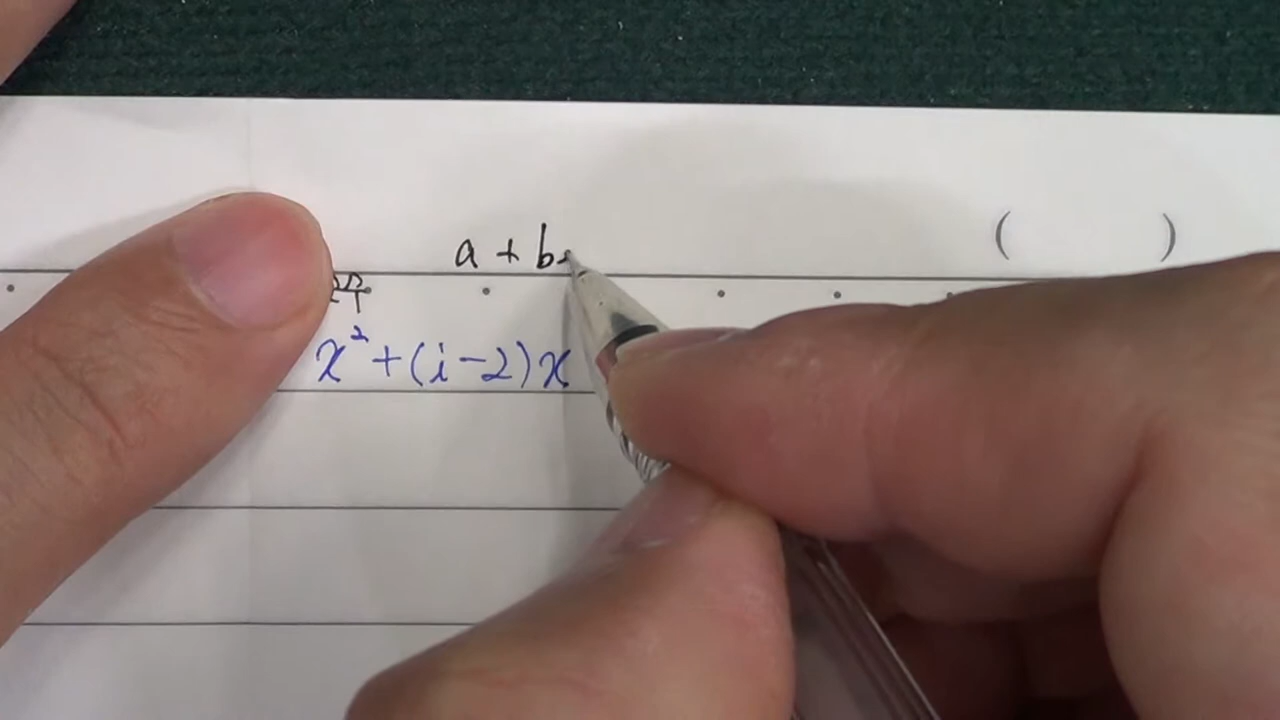 ( )
a + b
x² + (i - 2)x